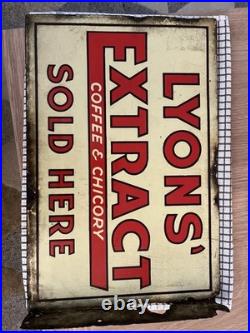 LYONS'
EXTRACT
COFFEE & CHICORY
SOLD HERE